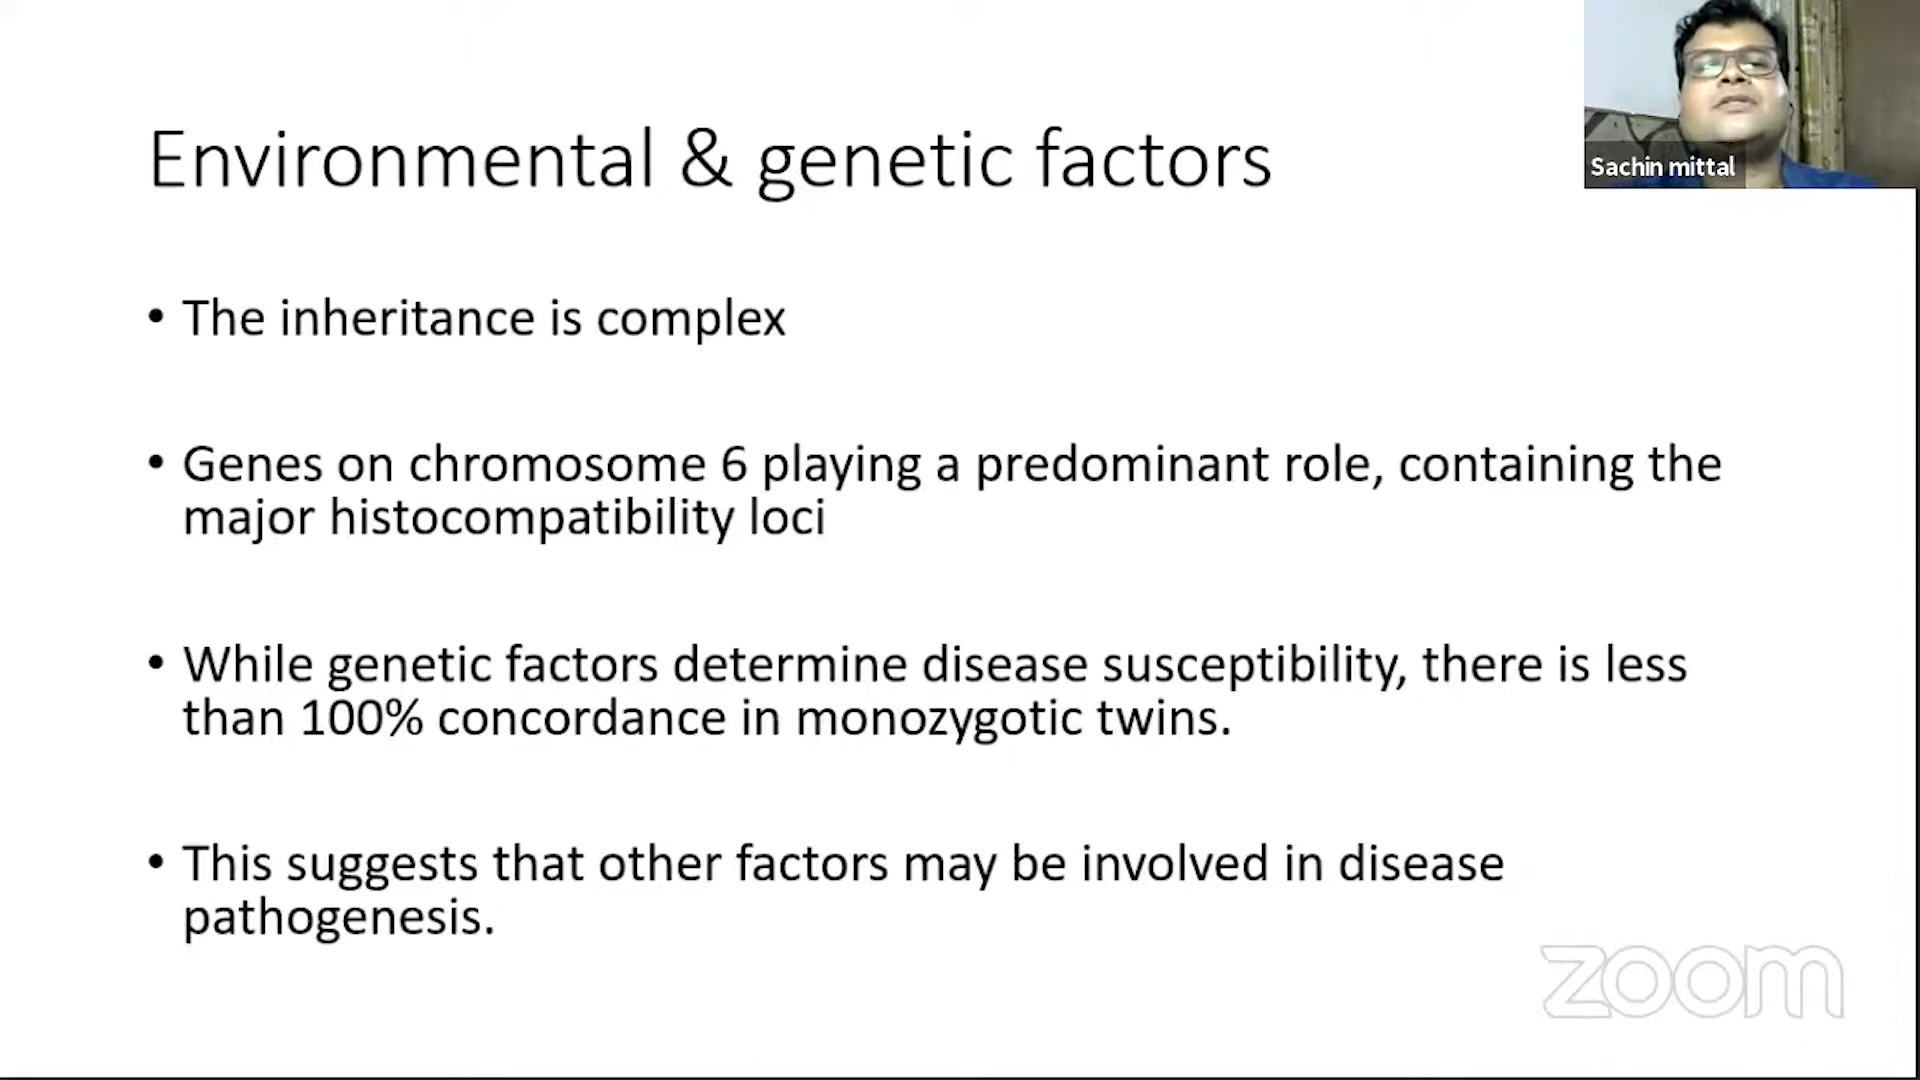 Sachin mittal
Environmental & genetic factors
• The inheritance is complex
• Genes on chromosome 6 playing a predominant role, containing the
major histocompatibility loci
• While genetic factors determine disease susceptibility, there is less
than 100% concordance in monozygotic twins.
• This suggests that other factors may be involved in disease
pathogenesis.
zoom